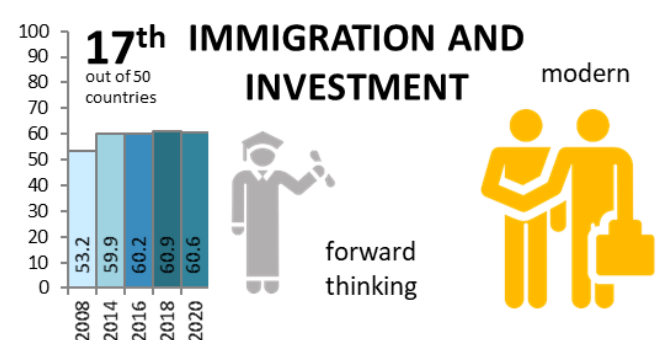 IMMIGRATION AND
INVESTMENT
17th
out of 50
countries
100
90
80
70
60
50
40
30
20
10
0
53.2
59.9
60.2
60.9
60.6
2008
2014
2016
2018
2020
modern
forward
thinking